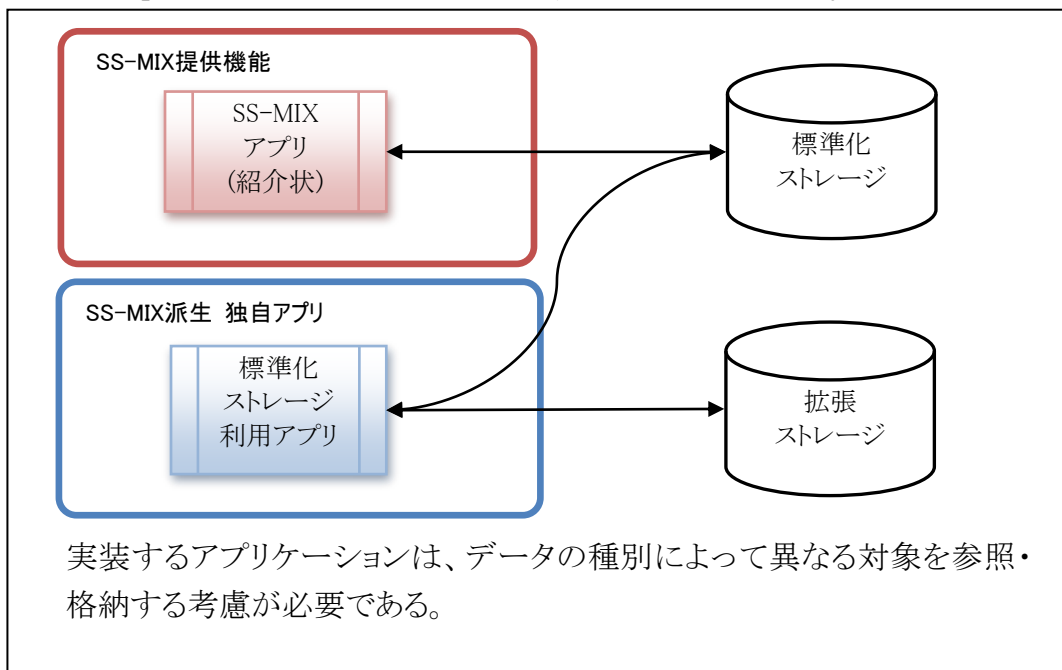 SS-MIX提供機能
SS-MIX
アプリ
(紹介状)
標準化
ストレージ
SS-MIX派生 独自アプリ
標準化
ストレージ
利用アプリ
拡張
ストレージ
実装するアプリケーションは、データの種別によって異なる対象を参照・
格納する考慮が必要である。